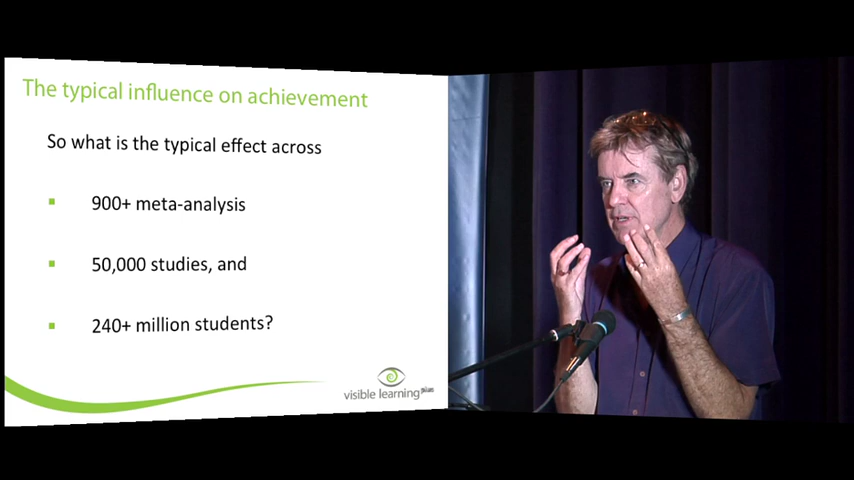 The typical influence on achievement
So what is the typical effect across
900+ meta-analysis
50,000 studies, and
240+ million students?
visible learning plus